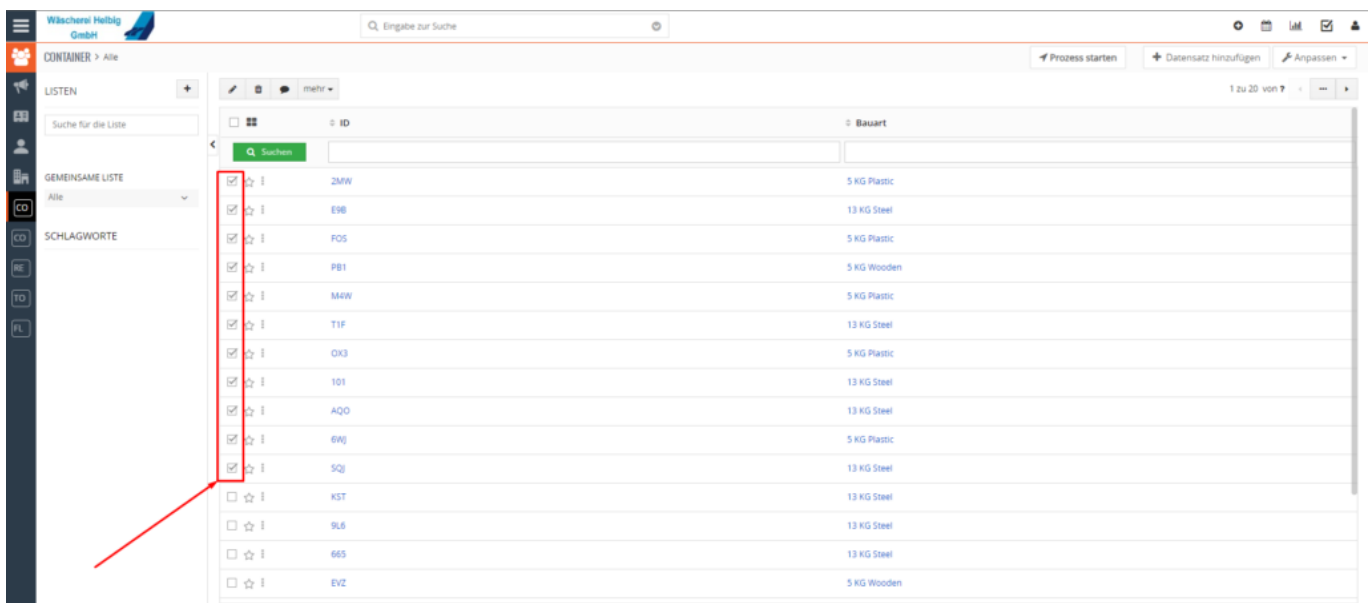 Wäscherei Helbig
GmbH
Eingabe zur Suche
CONTAINER > Alle
Prozess starten
Datensatz hinzufügen
Anpassen
LISTEN
mehr
1 zu 20 von ?
Suche für die Liste
ID
Bauart
Suchen
GEMEINSAME LISTE
Alle
SCHLAGWORTE
CO
CO
RE
TO
FL
2MW 5 KG Plastic
E9B 13 KG Steel
FOS 5 KG Plastic
PB1 5 KG Wooden
M4W 5 KG Plastic
T1F 13 KG Steel
OX3 5 KG Plastic
101 13 KG Steel
AQO 13 KG Steel
6WJ 5 KG Plastic
SQJ 13 KG Steel
KST 13 KG Steel
9L6 13 KG Steel
665 13 KG Steel
EVZ 5 KG Wooden